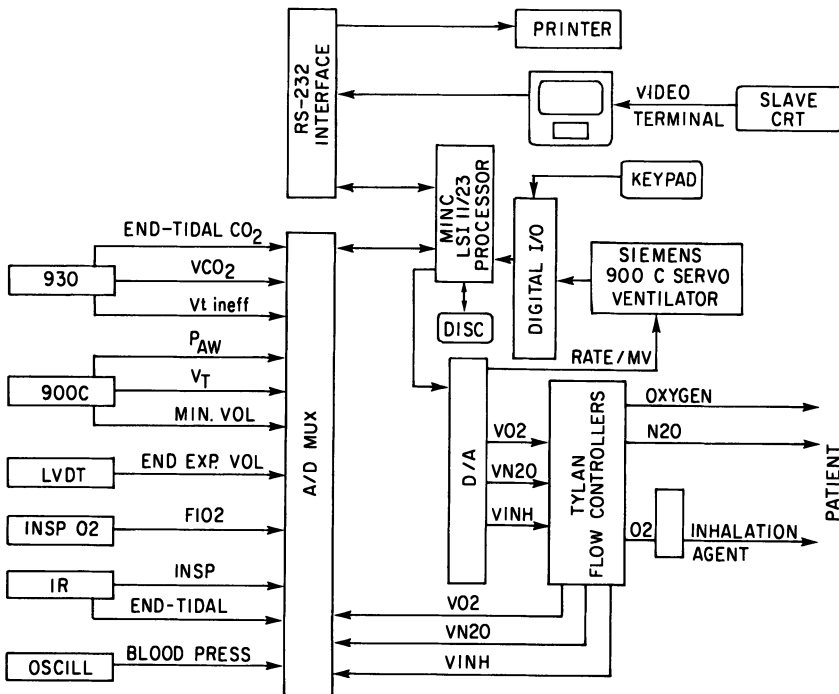 PRINTER
RS-232
INTERFACE
VIDEO
TERMINAL
SLAVE
CRT
KEYPAD
MINC
LSI 11/23
PROCESSOR
DIGITAL I/O
SIEMENS
900 C SERVO
VENTILATOR
DISC
RATE/MV
END-TIDAL CO2
930
VCO2
Vt ineff
PAW
900C
VT
MIN. VOL
LVDT
END EXP. VOL
INSP O2
FIO2
IR
INSP
END-TIDAL
OSCILL
BLOOD PRESS
A/D MUX
D/A
VO2
VN2O
VINH
TYLAN
FLOW CONTROLLERS
OXYGEN
N2O
O2
INHALATION
AGENT
PATIENT
VO2
VN2O
VINH